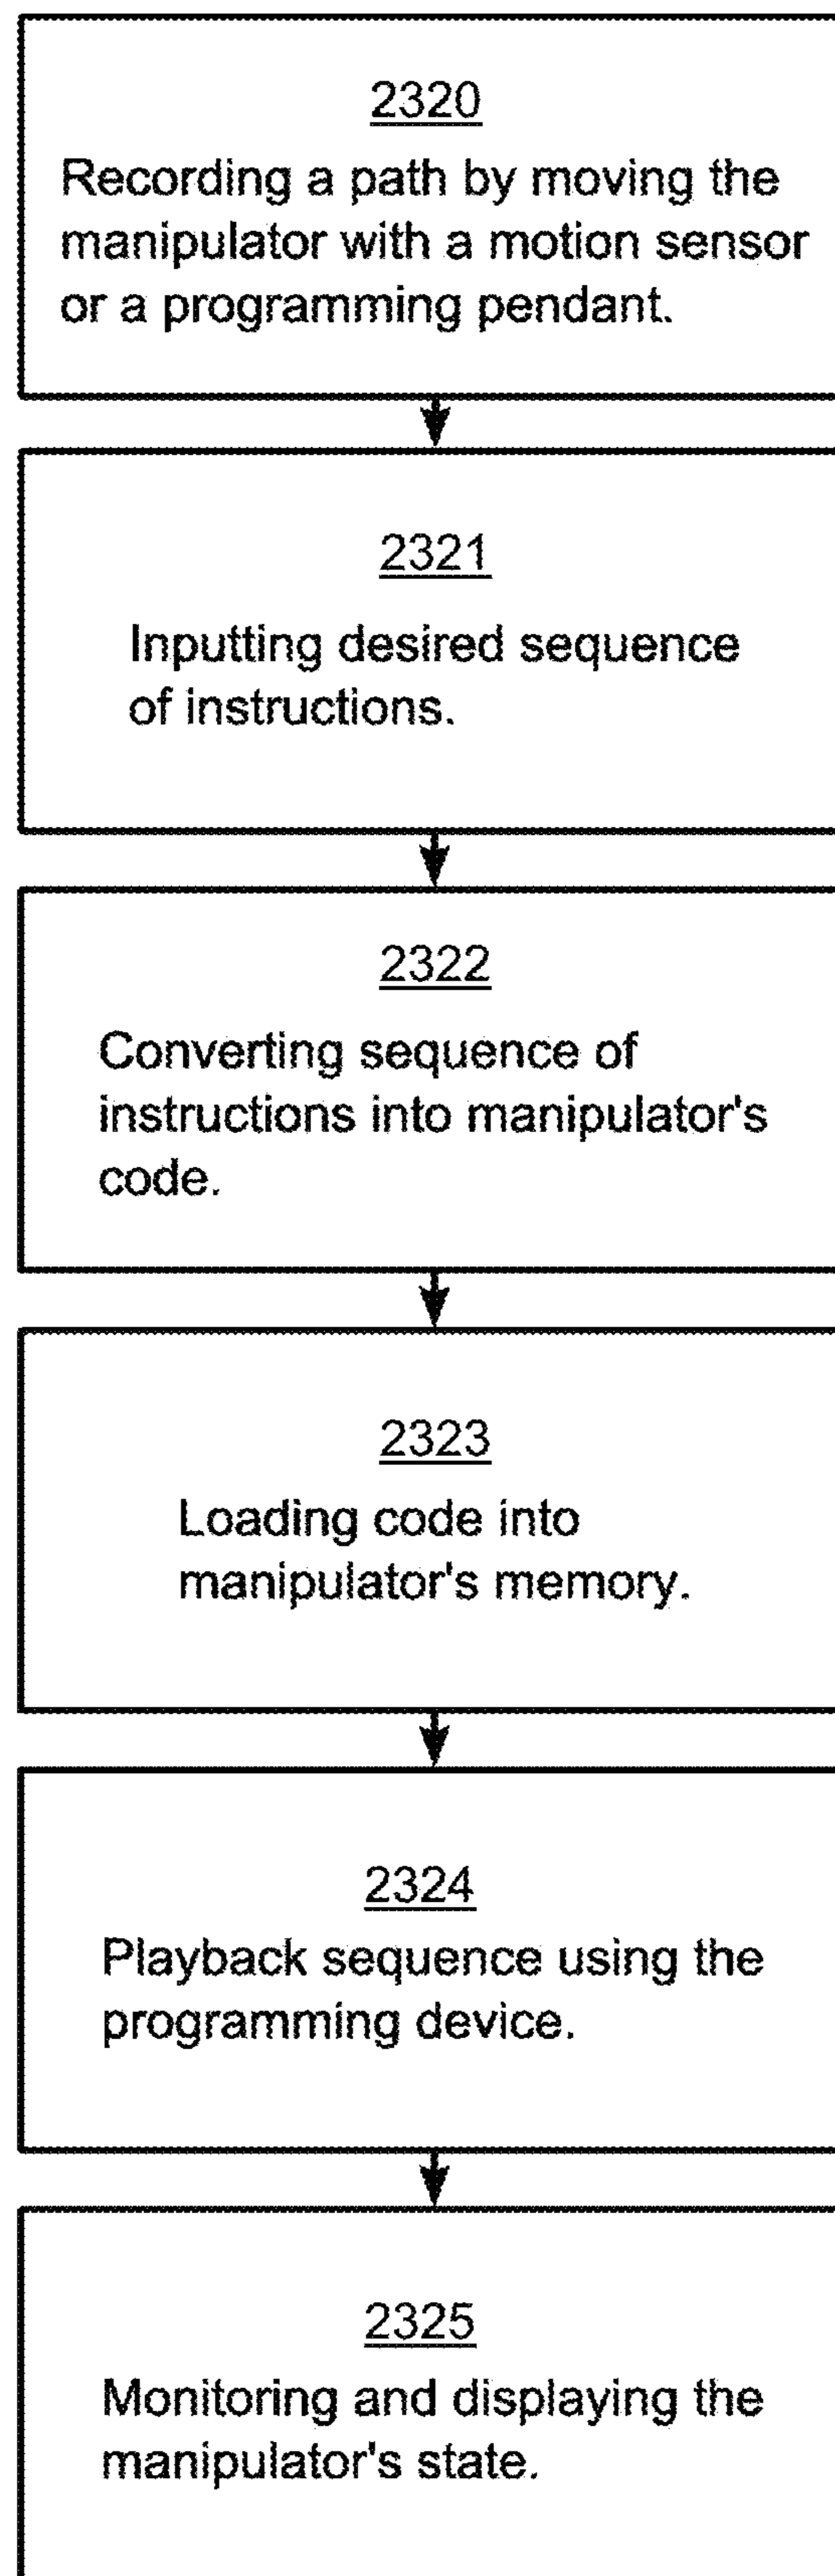 2320
Recording a path by moving the
manipulator with a motion sensor
or a programming pendant.
2321
Inputting desired sequence
of instructions.
2322
Converting sequence of
instructions into manipulator's
code.
2323
Loading code into
manipulator's memory.
2324
Playback sequence using the
programming device.
2325
Monitoring and displaying the
manipulator's state.